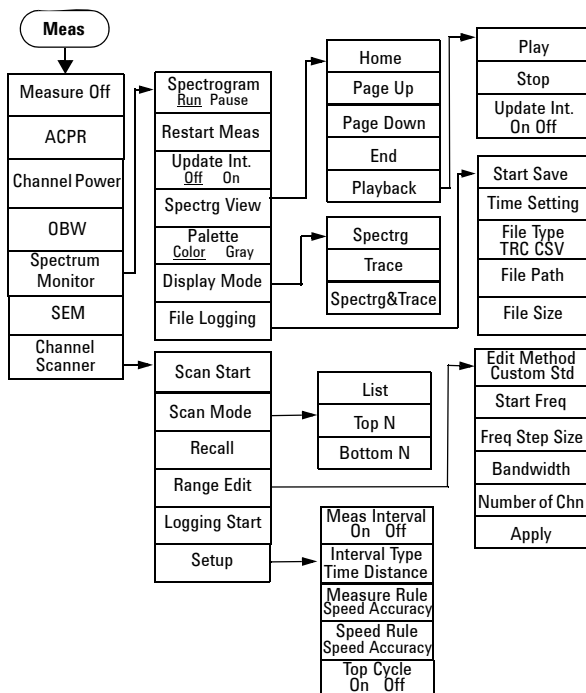 Meas
Measure Off
ACPR
Channel Power
OBW
Spectrum
Monitor
SEM
Channel
Scanner
Spectrogram
Run Pause
Restart Meas
Update Int.
Off On
Spectrg View
Palette
Color Gray
Display Mode
File Logging
Home
Page Up
Page Down
End
Playback
Play
Stop
Update Int.
On Off
Spectrg
Trace
Spectrg&Trace
Start Save
Time Setting
File Type
TRC CSV
File Path
File Size
Scan Start
Scan Mode
Recall
Range Edit
Logging Start
Setup
List
Top N
Bottom N
Edit Method
Custom Std
Start Freq
Freq Step Size
Bandwidth
Number of Chn
Apply
Meas Interval
On Off
Interval Type
Time Distance
Measure Rule
Speed Accuracy
Speed Rule
Speed Accuracy
Top Cycle
On Off